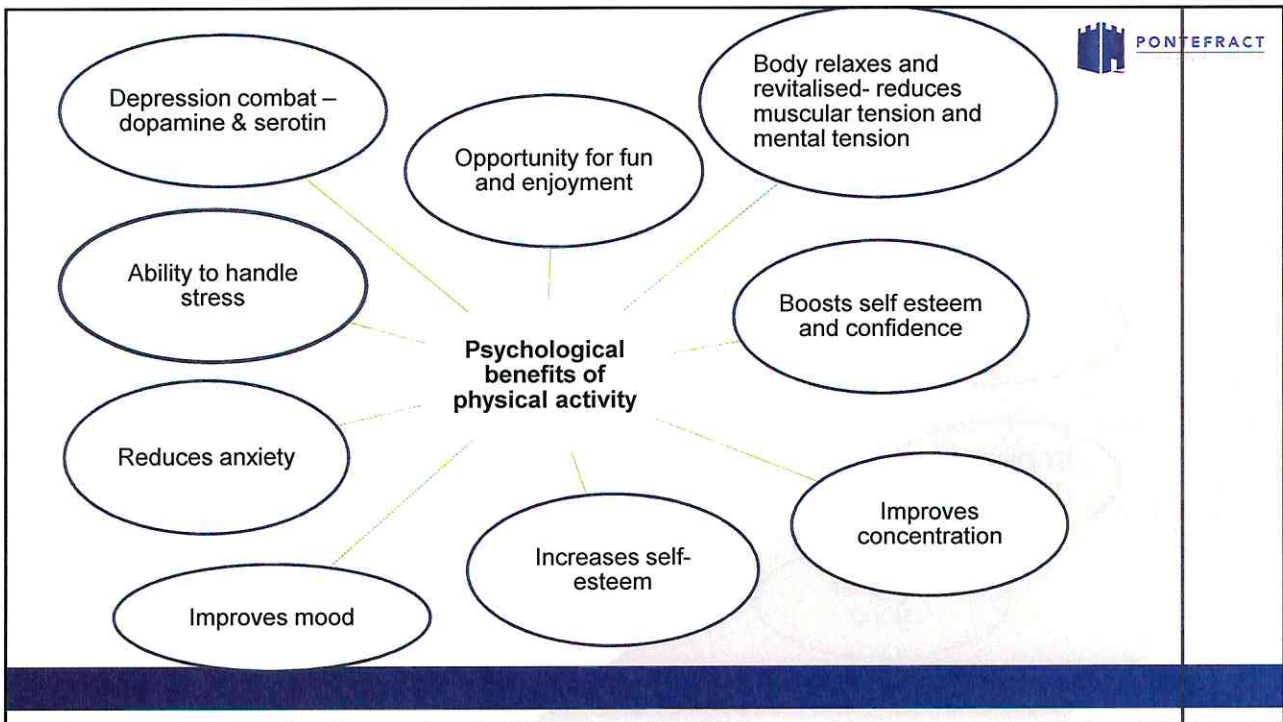 PONTEFRACT
Depression combat –
dopamine & serotin
Opportunity for fun
and enjoyment
Body relaxes and
revitalised- reduces
muscular tension and
mental tension
Ability to handle
stress
Boosts self esteem
and confidence
Psychological
benefits of
physical activity
Reduces anxiety
Improves
concentration
Increases self-
esteem
Improves mood